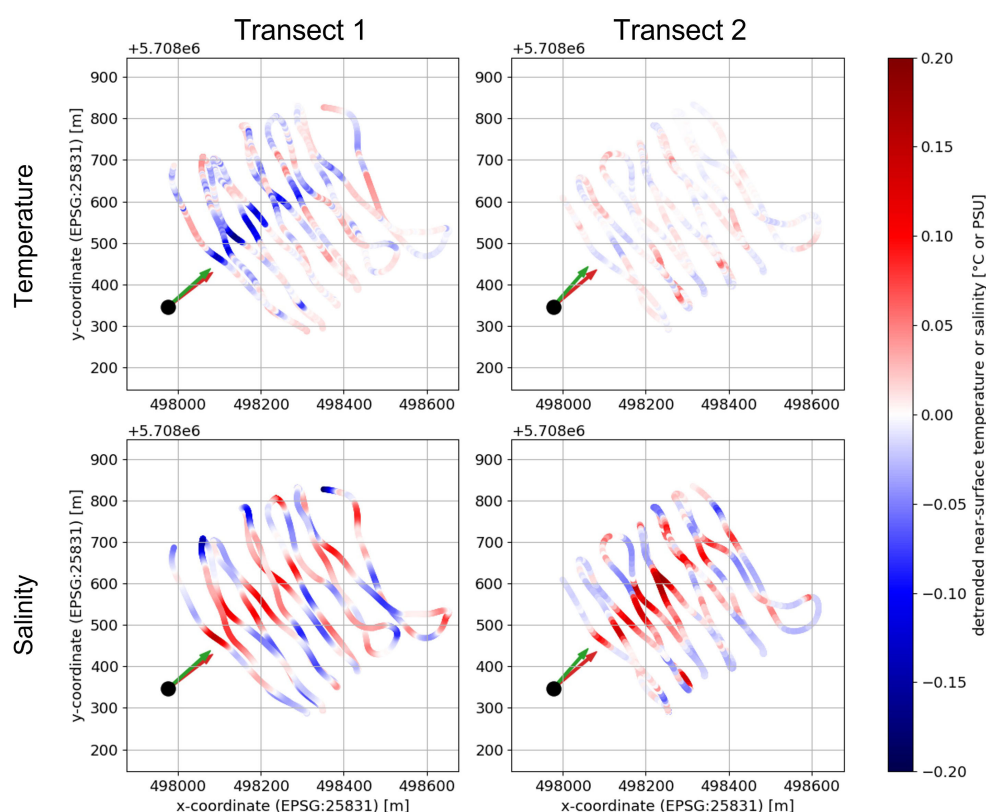 Transect 1
Transect 2
+5.708e6
+5.708e6
0.20
900
900
800
800
0.15
700
700
600
600
0.10
500
500
400
400
300
300
0.05
200
200
Temperature
y-coordinate (EPSG:25831) [m]
498000 498200 498400 498600
498000 498200 498400 498600
0.00
+5.708e6
+5.708e6
900
900
−0.05
800
800
700
700
600
600
−0.10
500
500
400
400
−0.15
300
300
200
200
−0.20
Salinity
y-coordinate (EPSG:25831) [m]
498000 498200 498400 498600
498000 498200 498400 498600
x-coordinate (EPSG:25831) [m]
x-coordinate (EPSG:25831) [m]
detrended near-surface temperature or salinity [°C or PSU]